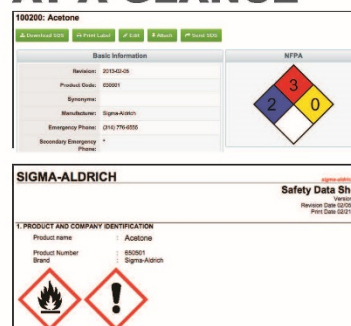 AT A GLANCE
100200: Acetone
Download SDS Print Label Edit Attach Send SDS
Basic Information
NFPA
Revision: 2013-02-05
Product Code:
Synonyms:
Manufacturer: Sigma-Aldrich
Emergency Phone: (314) 776-6555
Secondary Emergency Phone: *
3
2 0
SIGMA-ALDRICH
Safety Data Sh
Version
Revision Date 02/05
Print Date 02/21
1. PRODUCT AND COMPANY IDENTIFICATION
Product name : Acetone
Product Number : 650501
Brand : Sigma-Aldrich